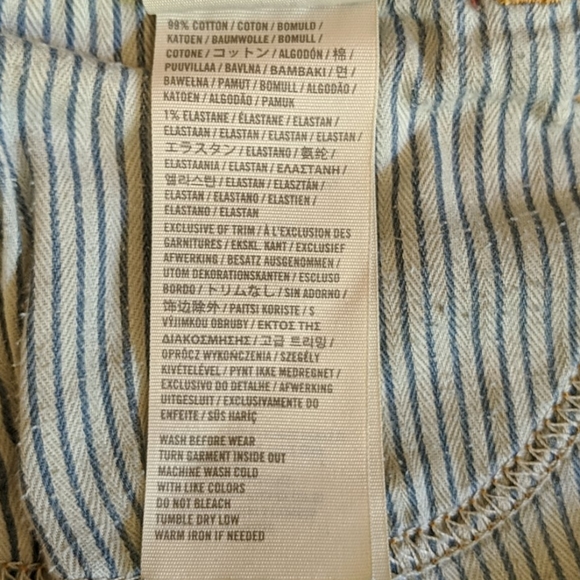 99% COTTON / COTON / BOMULD /
KATOEN / BAUMWOLLE / BOMULL /
COTONE / コットン / ALGODÓN / 棉 /
PUUVILLAA / BAVLNA / BAMBAKI / 면 /
BAWEŁNA / PAMUT / BOMULL / ALGODÃO /
KATOEN / ALGODÃO / PAMUK
1% ELASTANE / ÉLASTANE / ELASTAN /
ELASTAAN / ELASTAN / ELASTAN / ELASTAN /
エラスタン / ELASTANO / 氨纶 /
ELASTAANIA / ELASTAN / ΕΛΑΣΤΑΝΗ /
엘라스탄 / ELASTAN / ELASZTÁN /
ELASTAN / ELASTANO / ELASTIEN /
ELASTANO / ELASTAN
EXCLUSIVE OF TRIM / À L'EXCLUSION DES
GARNITURES / EKSKL. KANT / EXCLUSIEF
AFWERKING / BESATZ AUSGENOMMEN /
UTOM DEKORATIONSKANTEN / ESCLUSO
BORDO / トリムなし / SIN ADORNO /
饰边除外 / PAITSI KORISTE / S
VÝJIMKOU OBRUBY / ΕΚΤΟΣ ΤΗΣ
ΔΙΑΚΟΣΜΗΣΗΣ / 고급 트리밍 /
OPRÓCZ WYKOŃCZENIA / SZEGÉLY
KIVÉTELÉVEL / PYNT IKKE MEDREGNET /
EXCLUSIVO DO DETALHE / AFWERKING
UITGESLUIT / EXCLUSIVAMENTE DO
ENFEITE / SÜS HARİÇ
WASH BEFORE WEAR
TURN GARMENT INSIDE OUT
MACHINE WASH COLD
WITH LIKE COLORS
DO NOT BLEACH
TUMBLE DRY LOW
WARM IRON IF NEEDED